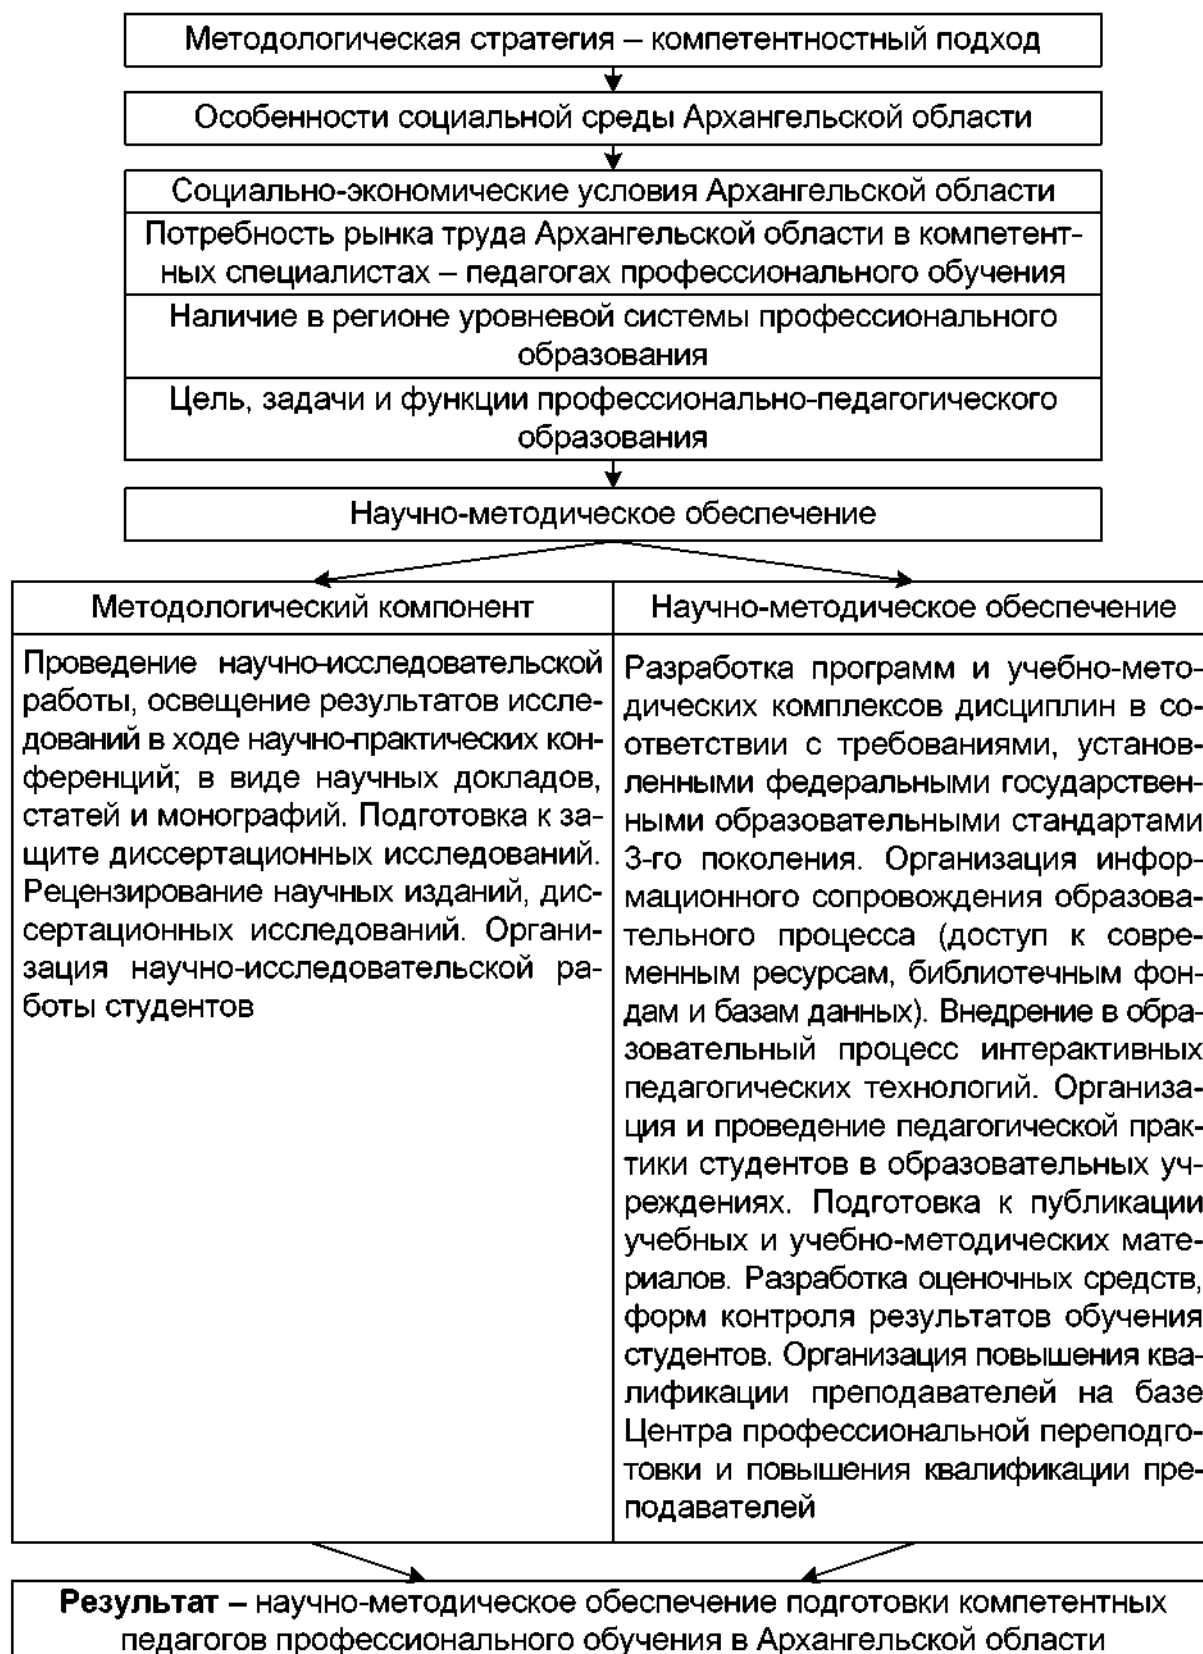 Методологическая стратегия – компетентностный подход
Особенности социальной среды Архангельской области
Социально-экономические условия Архангельской области
Потребность рынка труда Архангельской области в компетент-
ных специалистах – педагогах профессионального обучения
Наличие в регионе уровневой системы профессионального
образования
Цель, задачи и функции профессионально-педагогического
образования
Научно-методическое обеспечение
Методологический компонент
Проведение научно-исследовательской
работы, освещение результатов иссле-
дований в ходе научно-практических кон-
ференций; в виде научных докладов,
статей и монографий. Подготовка к за-
щите диссертационных исследований.
Рецензирование научных изданий, дис-
сертационных исследований. Органи-
зация научно-исследовательской ра-
боты студентов
Научно-методическое обеспечение
Разработка программ и учебно-мето-
дических комплексов дисциплин в со-
ответствии с требованиями, установ-
ленными федеральными государствен-
ными образовательными стандартами
3-го поколения. Организация инфор-
мационного сопровождения образова-
тельного процесса (доступ к совре-
менным ресурсам, библиотечным фон-
дам и базам данных). Внедрение в обра-
зовательный процесс интерактивных
педагогических технологий. Организа-
ция и проведение педагогической прак-
тики студентов в образовательных уч-
реждениях. Подготовка к публикации
учебных и учебно-методических мате-
риалов. Разработка оценочных средств,
форм контроля результатов обучения
студентов. Организация повышения ква-
лификации преподавателей на базе
Центра профессиональной переподго-
товки и повышения квалификации пре-
подавателей
Результат – научно-методическое обеспечение подготовки компетентных
педагогов профессионального обучения в Архангельской области